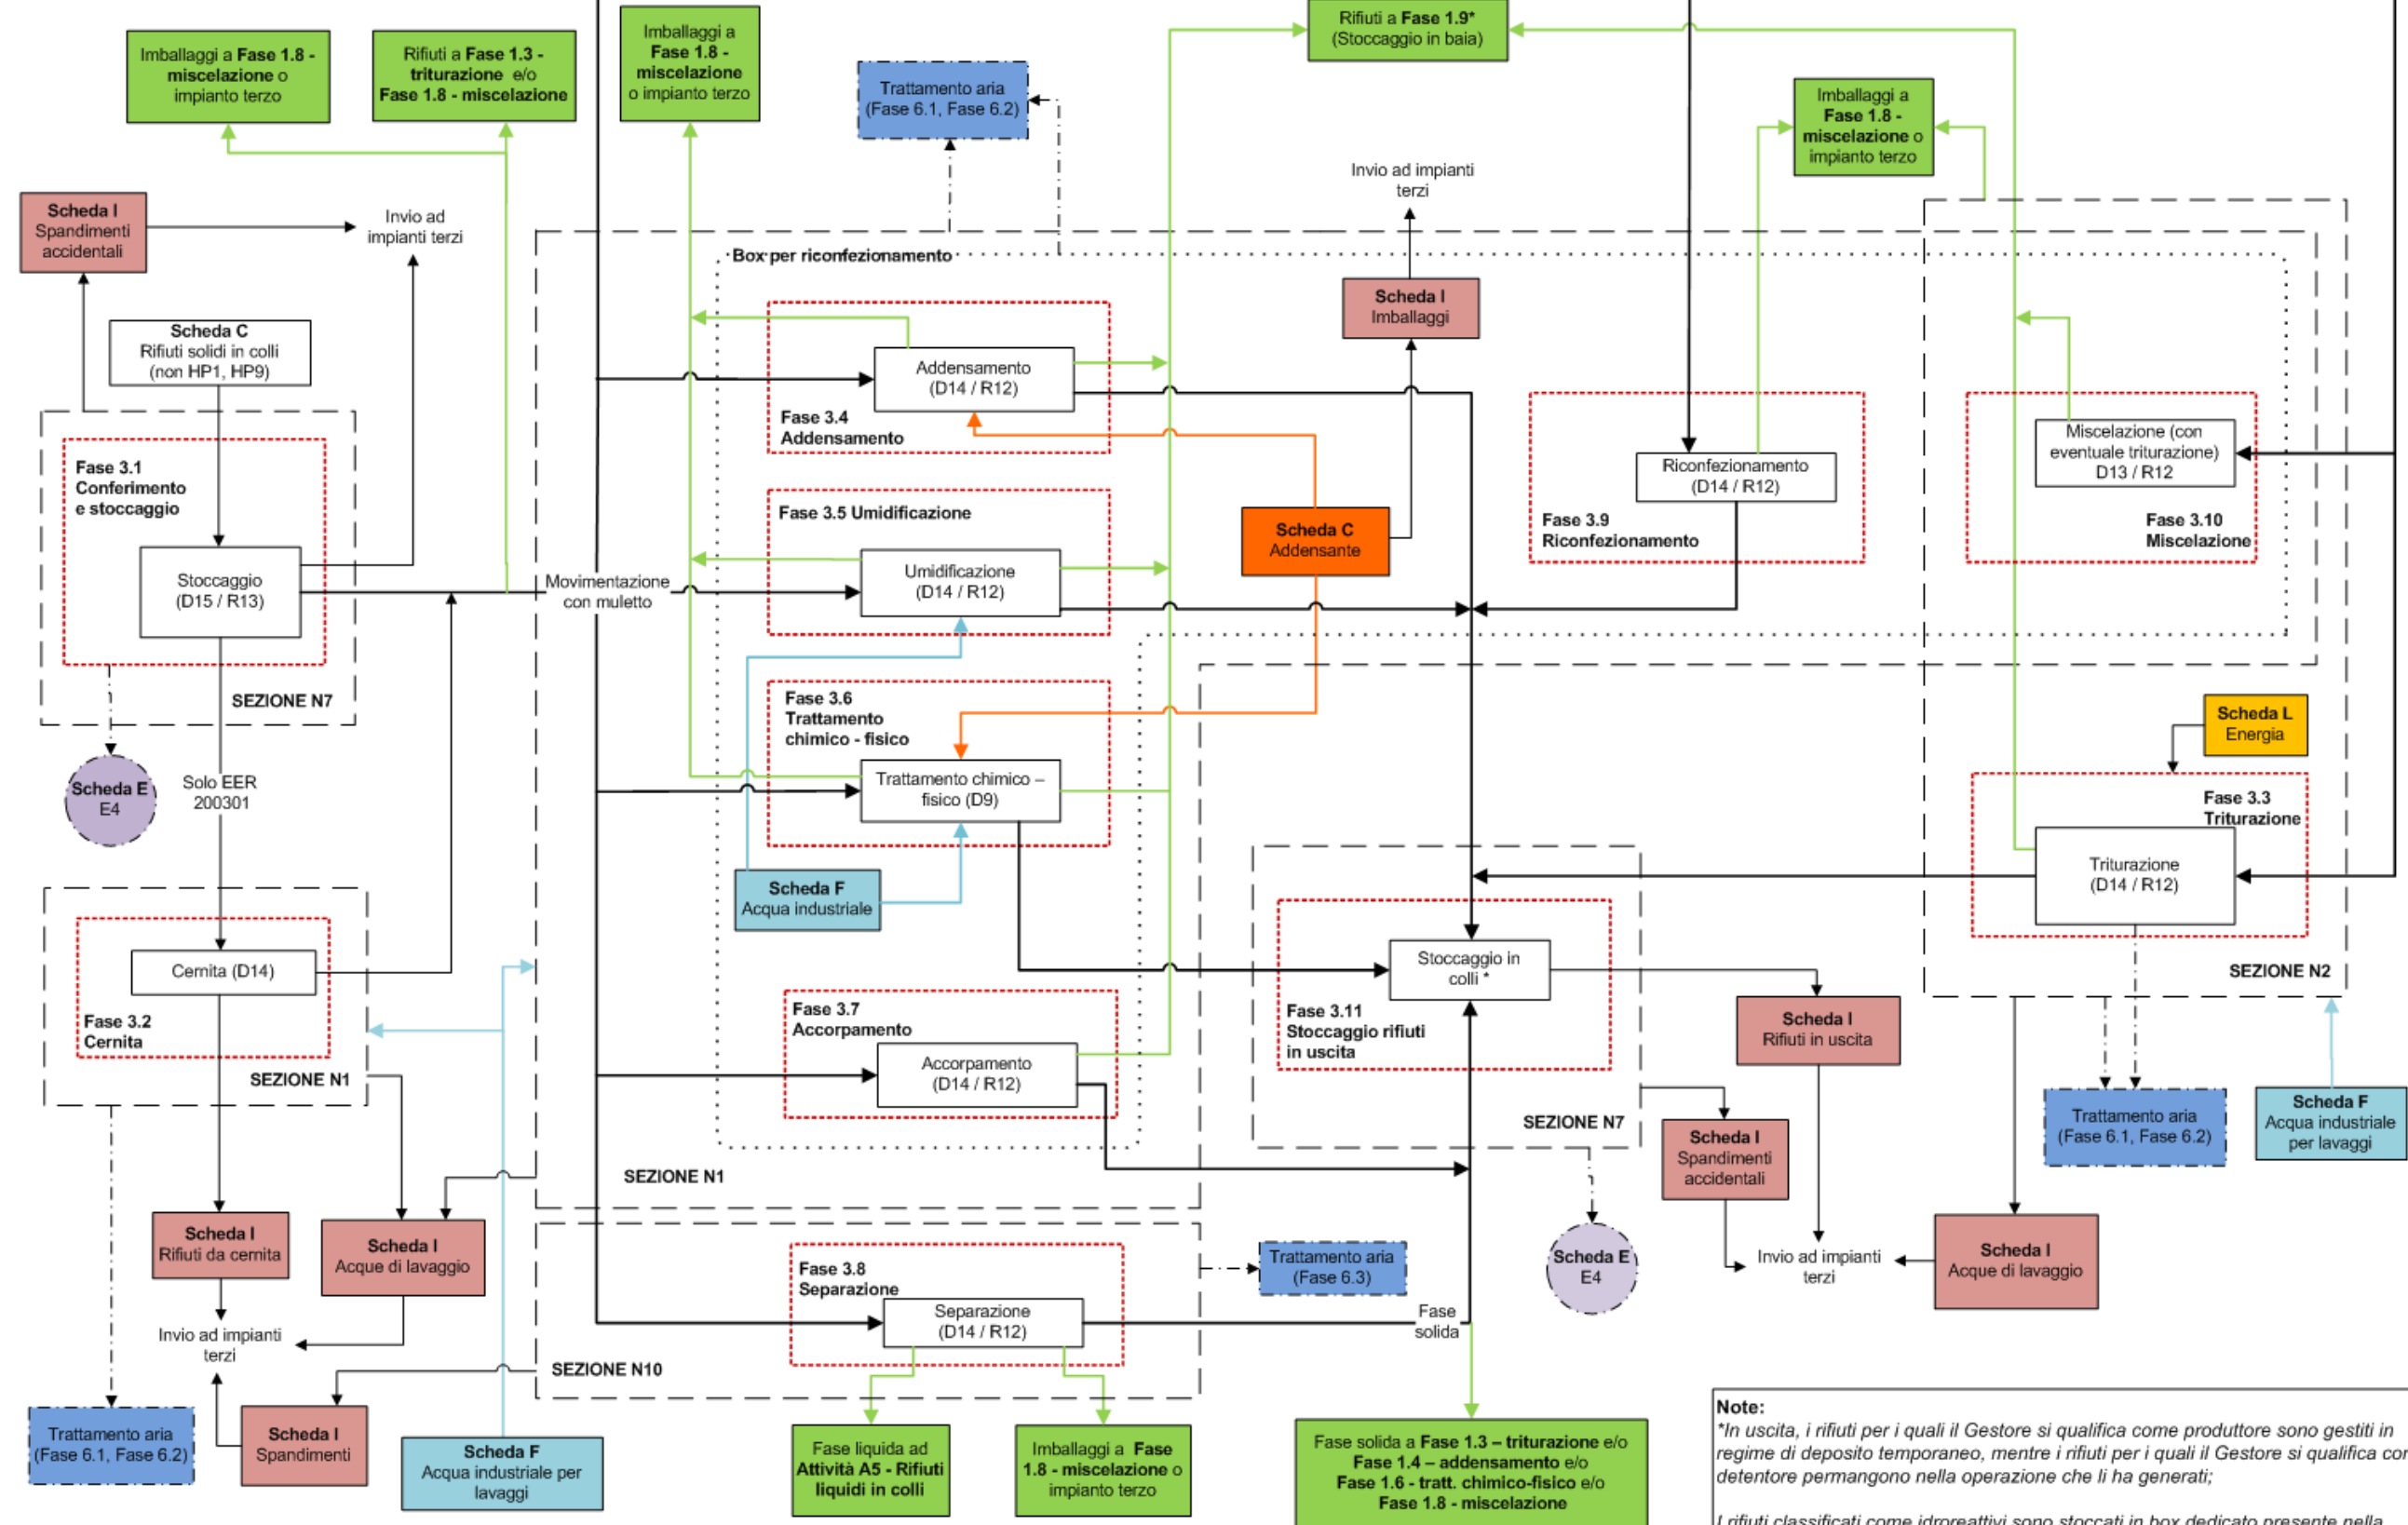 Imballaggi a Fase 1.8 -
miscelazione o
impianto terzo
Rifiuti a Fase 1.3 -
triturazione e/o
Fase 1.8 - miscelazione
Imballaggi a
Fase 1.8 -
miscelazione
o impianto terzo
Trattamento aria
(Fase 6.1, Fase 6.2)
Rifiuti a Fase 1.9*
(Stoccaggio in baia)
Imballaggi a
Fase 1.8 -
miscelazione o
impianto terzo
Scheda I
Spandimenti
accidentali
Invio ad
impianti terzi
Invio ad impianti
terzi
Box per riconfezionamento
Scheda I
Imballaggi
Scheda C
Rifiuti solidi in colli
(non HP1, HP9)
Addensamento
(D14 / R12)
Fase 3.4
Addensamento
Fase 3.1
Conferimento
e stoccaggio
Stoccaggio
(D15 / R13)
SEZIONE N7
Movimentazione
con muletto
Fase 3.5 Umidificazione
Umidificazione
(D14 / R12)
Scheda C
Addensante
Riconfezionamento
(D14 / R12)
Fase 3.9
Riconfezionamento
Miscelazione (con
eventuale triturazione)
D13 / R12
Fase 3.10
Miscelazione
Scheda E
E4
Solo EER
200301
Fase 3.6
Trattamento
chimico - fisico
Trattamento chimico –
fisico (D9)
Scheda F
Acqua industriale
Scheda L
Energia
Fase 3.3
Triturazione
Triturazione
(D14 / R12)
SEZIONE N2
Cernita (D14)
Fase 3.2
Cernita
SEZIONE N1
Fase 3.7
Accorpamento
Accorpamento
(D14 / R12)
SEZIONE N1
Stoccaggio in
colli *
Fase 3.11
Stoccaggio rifiuti
in uscita
SEZIONE N7
Scheda I
Rifiuti in uscita
Scheda I
Spandimenti
accidentali
Trattamento aria
(Fase 6.1, Fase 6.2)
Scheda F
Acqua industriale
per lavaggi
Scheda I
Rifiuti da cernita
Scheda I
Acque di lavaggio
Invio ad impianti
terzi
Fase 3.8
Separazione
Separazione
(D14 / R12)
SEZIONE N10
Trattamento aria
(Fase 6.3)
Fase
solida
Scheda E
E4
Invio ad impianti
terzi
Scheda I
Acque di lavaggio
Trattamento aria
(Fase 6.1, Fase 6.2)
Scheda I
Spandimenti
Scheda F
Acqua industriale per
lavaggi
Fase liquida ad
Attività A5 - Rifiuti
liquidi in colli
Imballaggi a Fase
1.8 - miscelazione o
impianto terzo
Fase solida a Fase 1.3 – triturazione e/o
Fase 1.4 – addensamento e/o
Fase 1.6 - tratt. chimico-fisico e/o
Fase 1.8 - miscelazione
Note:
*In uscita, i rifiuti per i quali il Gestore si qualifica come produttore sono gestiti in
regime di deposito temporaneo, mentre i rifiuti per i quali il Gestore si qualifica
detentore permangono nella operazione che li ha generati;
I rifiuti classificati come idroreattivi sono stoccati in box dedicato presente nella